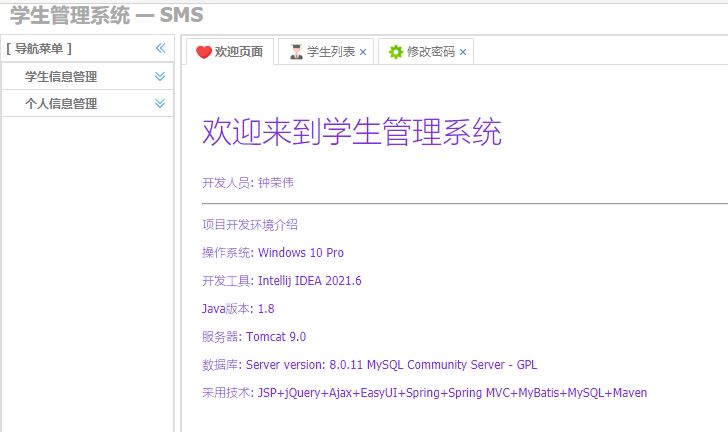 学生管理系统 — SMS
[ 导航菜单 ]
学生信息管理
个人信息管理
欢迎页面
学生列表
修改密码
欢迎来到学生管理系统
开发人员: 钟荣伟
项目开发环境介绍
操作系统: Windows 10 Pro
开发工具: Intellij IDEA 2021.6
Java版本: 1.8
服务器: Tomcat 9.0
数据库: Server version: 8.0.11 MySQL Community Server - GPL
采用技术: JSP+jQuery+Ajax+EasyUI+Spring+Spring MVC+MyBatis+MySQL+Maven